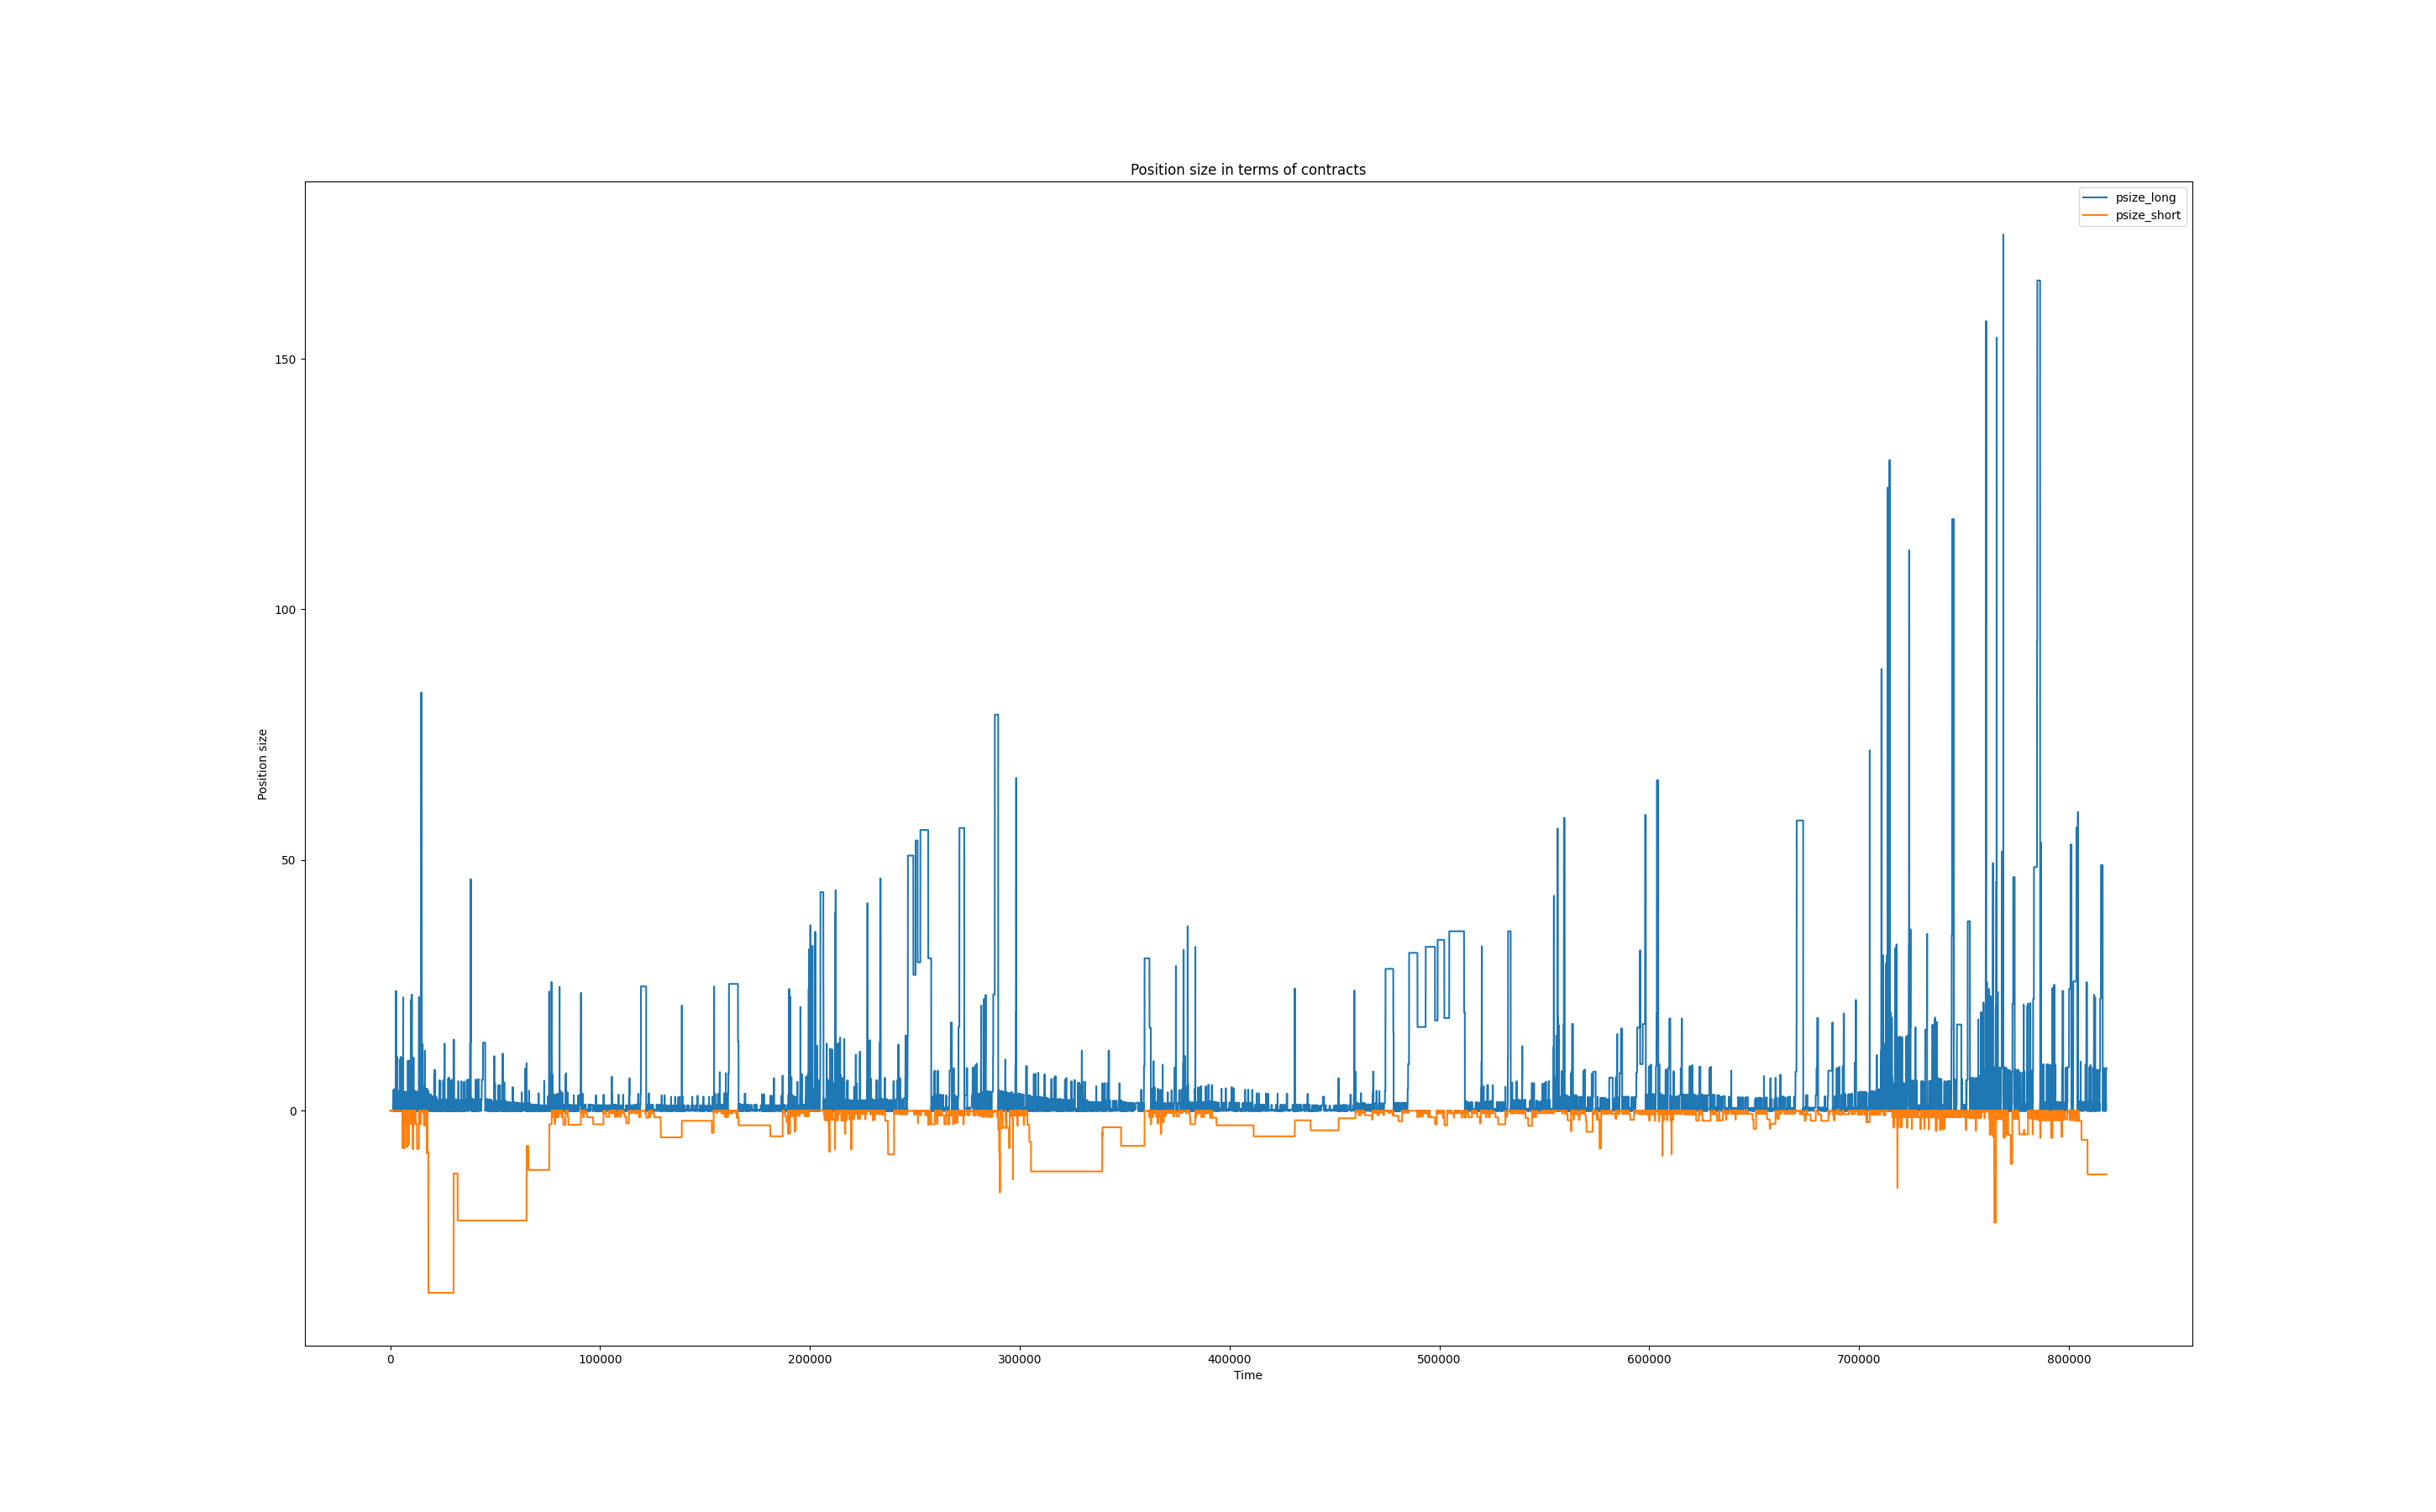 Position size in terms of contracts
psize_long
psize_short
150
100
50
0
Position size
0 100000 200000 300000 400000 500000 600000 700000 800000
Time